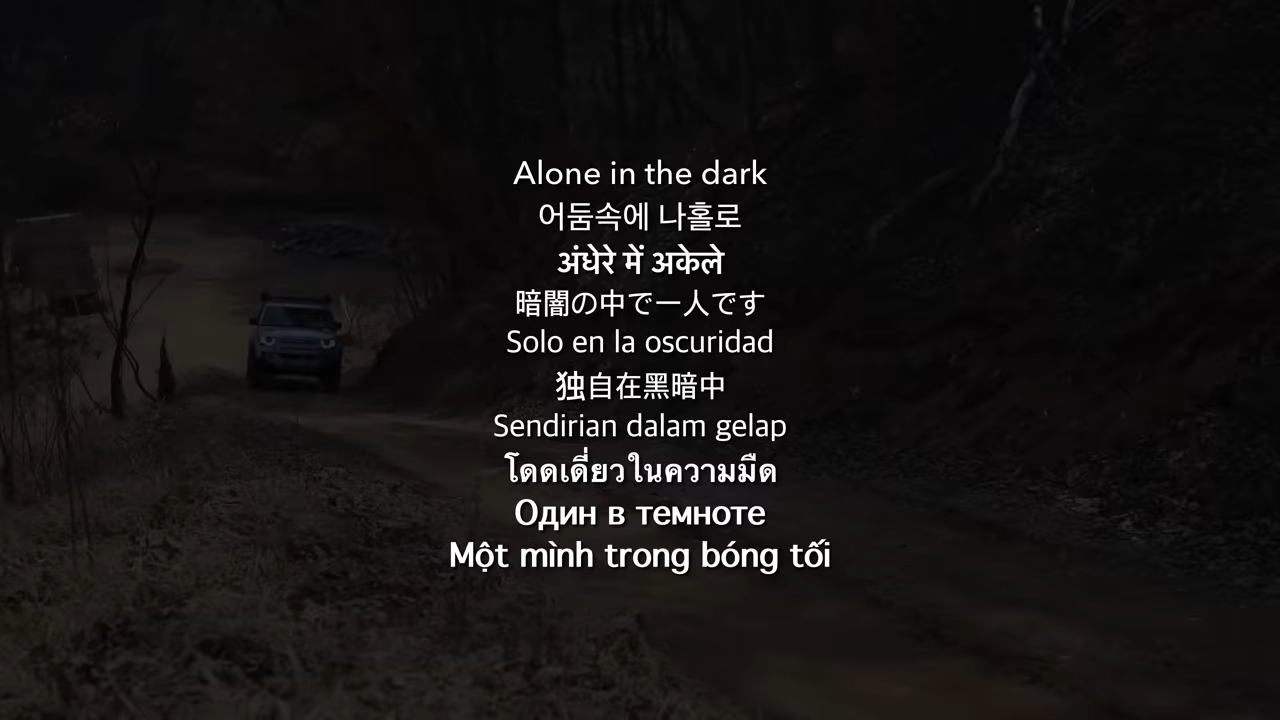 Alone in the dark
어둠속에 나홀로
अंधेरे में अकेले
暗闇の中で一人です
Solo en la oscuridad
独自在黑暗中
Sendirian dalam gelap
โดดเดี่ยวในความมืด
Один в темноте
Một mình trong bóng tối